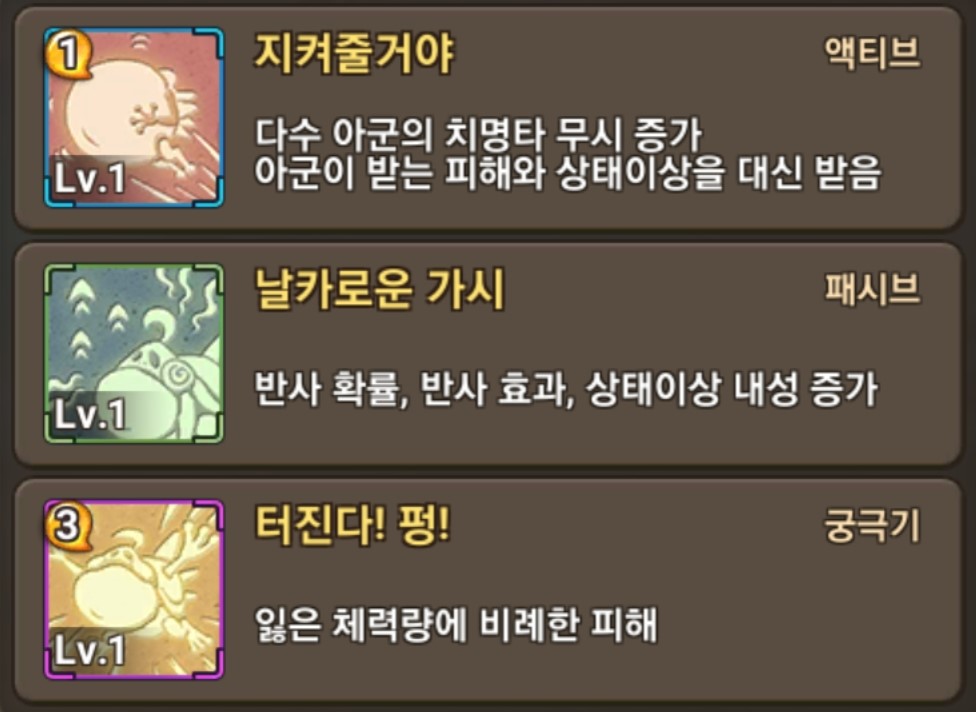 1
지켜줄거야
액티브
다수 아군의 치명타 무시 증가
아군이 받는 피해와 상태이상을 대신 받음
Lv.1
날카로운 가시
패시브
반사 확률, 반사 효과, 상태이상 내성 증가
Lv.1
3
터진다! 펑!
궁극기
잃은 체력량에 비례한 피해
Lv.1